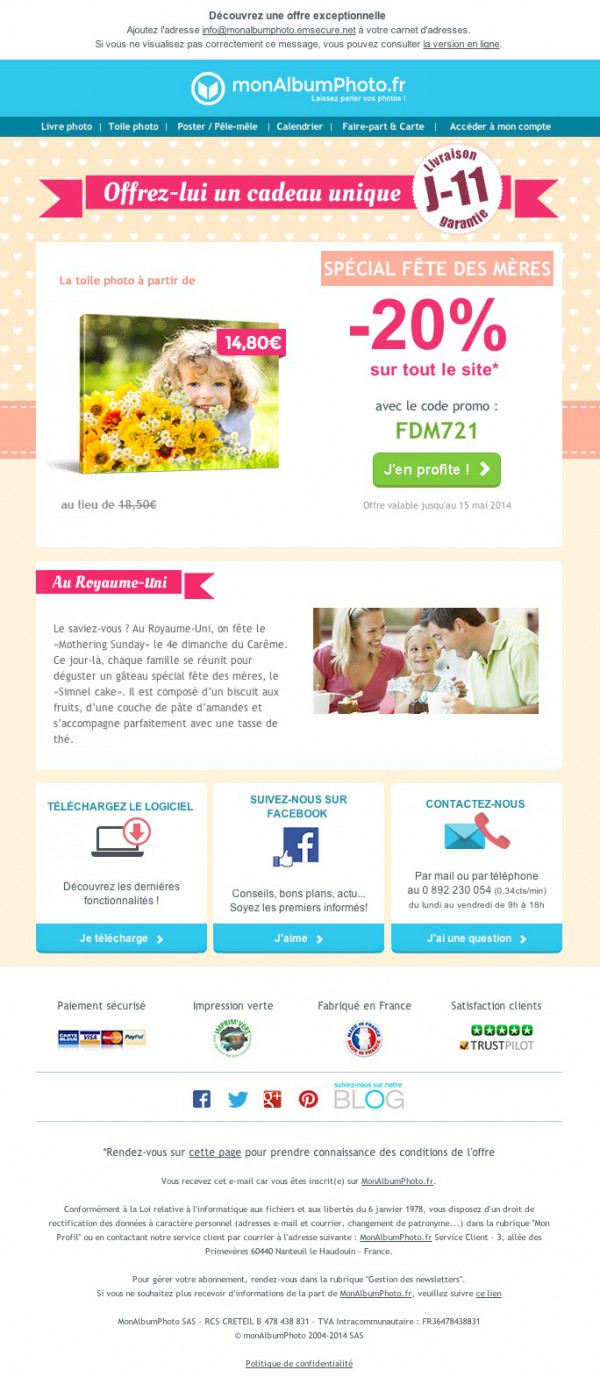 Découvrez une offre exceptionnelle
Ajoutez l'adresse info@monalbumphoto.emsecure.net à votre carnet d'adresses.
Si vous ne visualisez pas correctement ce message, vous pouvez consulter la version en ligne.
monAlbumPhoto.fr
Laissez parler vos photos !
Livre photo | Toile photo | Poster / Pêle-mêle | Calendrier | Faire-part & Carte | Accéder à mon compte
Offrez-lui un cadeau unique
Livraison
J-11
garantie
La toile photo à partir de
14,80€
au lieu de 18,50€
SPÉCIAL FÊTE DES MÈRES
-20%
sur tout le site*
avec le code promo :
FDM721
J'en profite !
Offre valable jusqu'au 15 mai 2014
Au Royaume-Uni
Le saviez-vous ? Au Royaume-Uni, on fête le
«Mothering Sunday» le 4e dimanche du Carême.
Ce jour-là, chaque famille se réunit pour
déguster un gâteau spécial fête des mères, le
«Simnel cake». Il est composé d'un biscuit aux
fruits, d'une couche de pâte d'amandes et
s'accompagne parfaitement avec une tasse de
thé.
TÉLÉCHARGEZ LE LOGICIEL
Découvrez les dernières
fonctionnalités !
Je télécharge
SUIVEZ-NOUS SUR
FACEBOOK
Conseils, bons plans, actu...
Soyez les premiers informés!
J'aime
CONTACTEZ-NOUS
Par mail ou par téléphone
au 0 892 230 054 (0,34cts/min)
du lundi au vendredi de 9h à 18h
J'ai une question
Paiement sécurisé
Impression verte
Fabriqué en France
Satisfaction clients
CARTE BLEUE
VISA
MasterCard
PayPal
IMPRIM'VERT
MADE IN FRANCE
MADE IN FRANCE
TRUSTPILOT
suivez-nous sur notre
BLOG
*Rendez-vous sur cette page pour prendre connaissance des conditions de l'offre
Vous recevez cet e-mail car vous êtes inscrit(e) sur MonAlbumPhoto.fr.
Conformément à la Loi relative à l'informatique aux fichiers et aux libertés du 6 janvier 1978, vous disposez d'un droit de
rectification des données à caractère personnel (adresses e-mail et courrier, changement de patronyme...) dans la rubrique "Mon
Profil" ou en contactant notre service client par courrier à l'adresse suivante : MonAlbumPhoto.fr Service Client - 3, allée des
Primevères 60440 Nanteuil le Haudouin - France.
Pour gérer votre abonnement, rendez-vous dans la rubrique "Gestion des newsletters".
Si vous ne souhaitez plus recevoir d'informations de la part de MonAlbumPhoto.fr, veuillez suivre ce lien
MonAlbumPhoto SAS - RCS CRETEIL B 478 438 831 - TVA Intracommunautaire : FR36478438831
© monAlbumPhoto 2004-2014 SAS
Politique de confidentialité